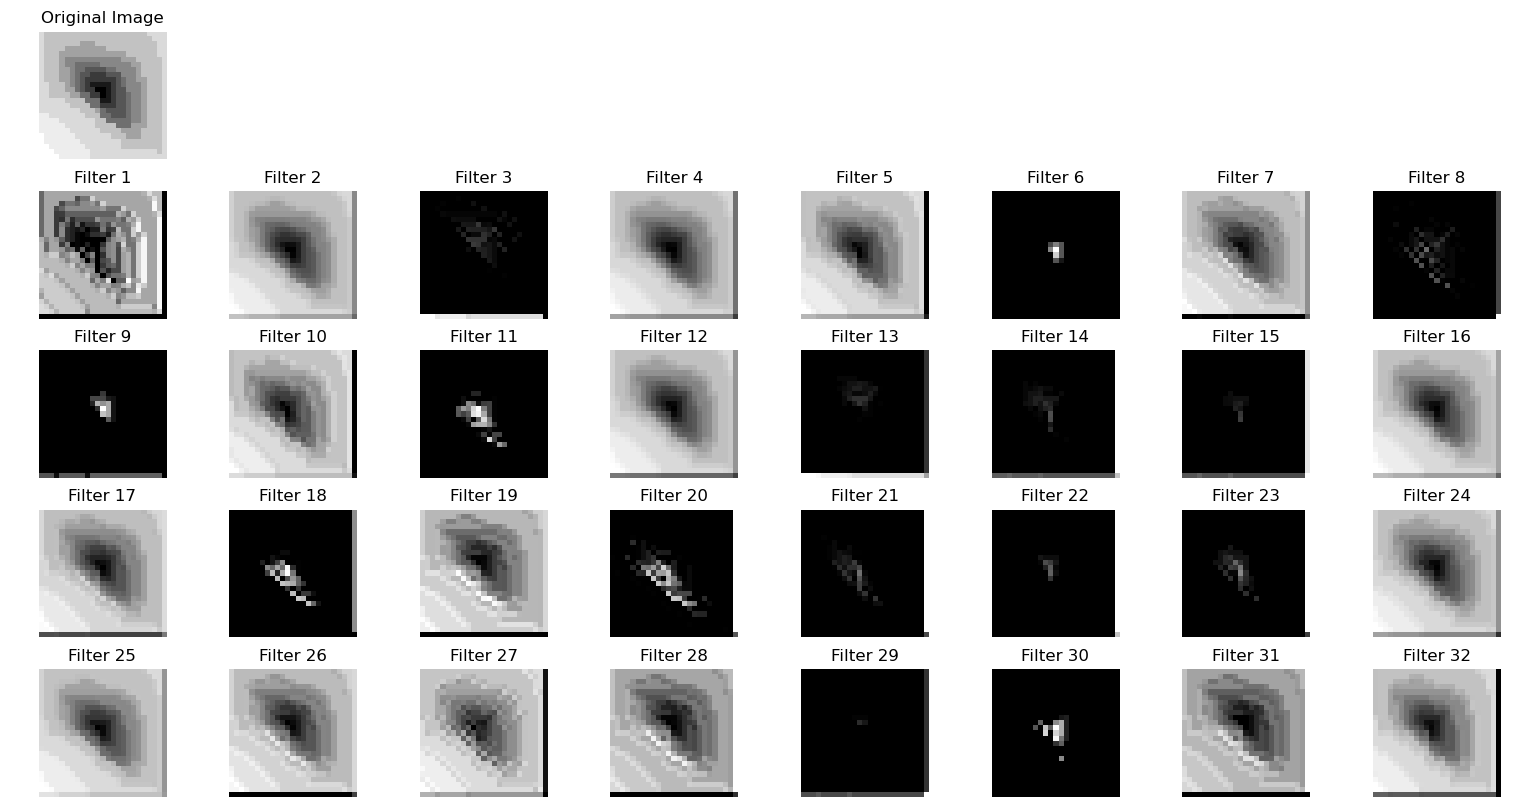 Original Image
Filter 1 Filter 2 Filter 3 Filter 4 Filter 5 Filter 6 Filter 7 Filter 8
Filter 9 Filter 10 Filter 11 Filter 12 Filter 13 Filter 14 Filter 15 Filter 16
Filter 17 Filter 18 Filter 19 Filter 20 Filter 21 Filter 22 Filter 23 Filter 24
Filter 25 Filter 26 Filter 27 Filter 28 Filter 29 Filter 30 Filter 31 Filter 32